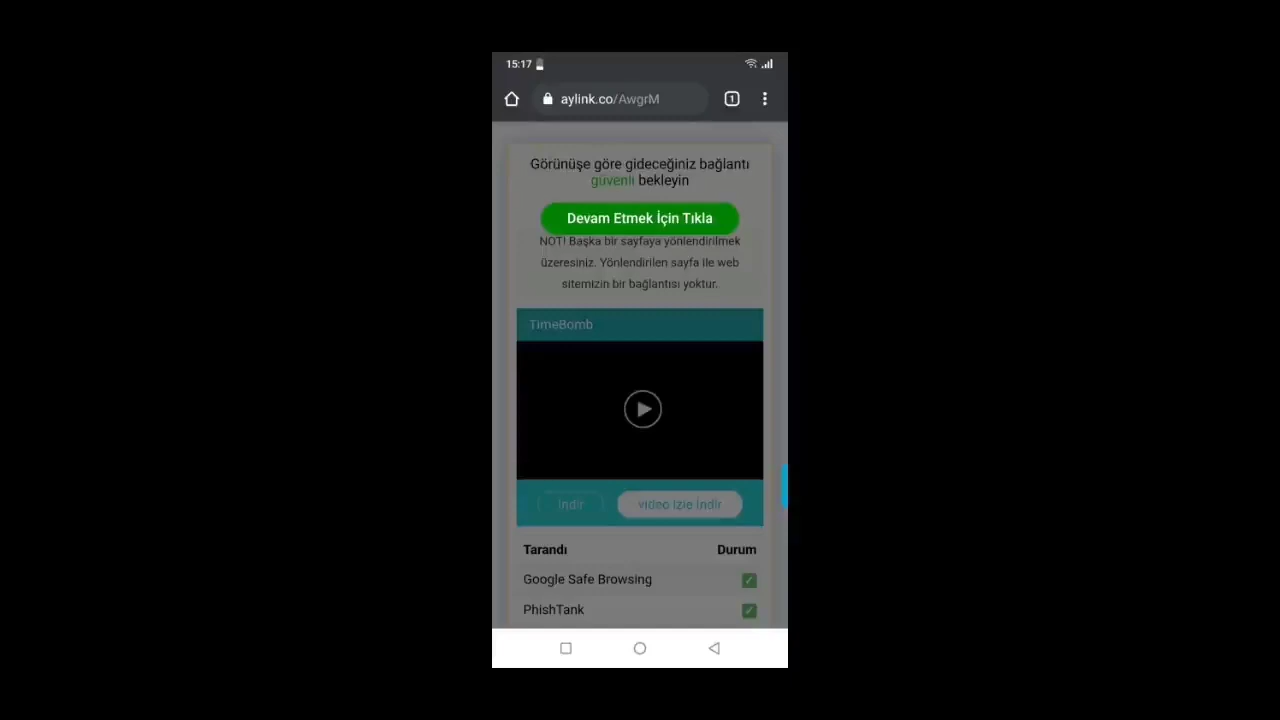 15:17
aylink.co/AwgrM
1
Görünüşe göre gideceğiniz bağlantı
güvenli bekleyin
Devam Etmek İçin Tıkla
NOT! Başka bir sayfaya yönlendirilmek
üzeresiniz. Yönlendirilen sayfa ile web
sitemizin bir bağlantısı yoktur.
TimeBomb
indir
video izle indir
Tarandı Durum
Google Safe Browsing
PhishTank